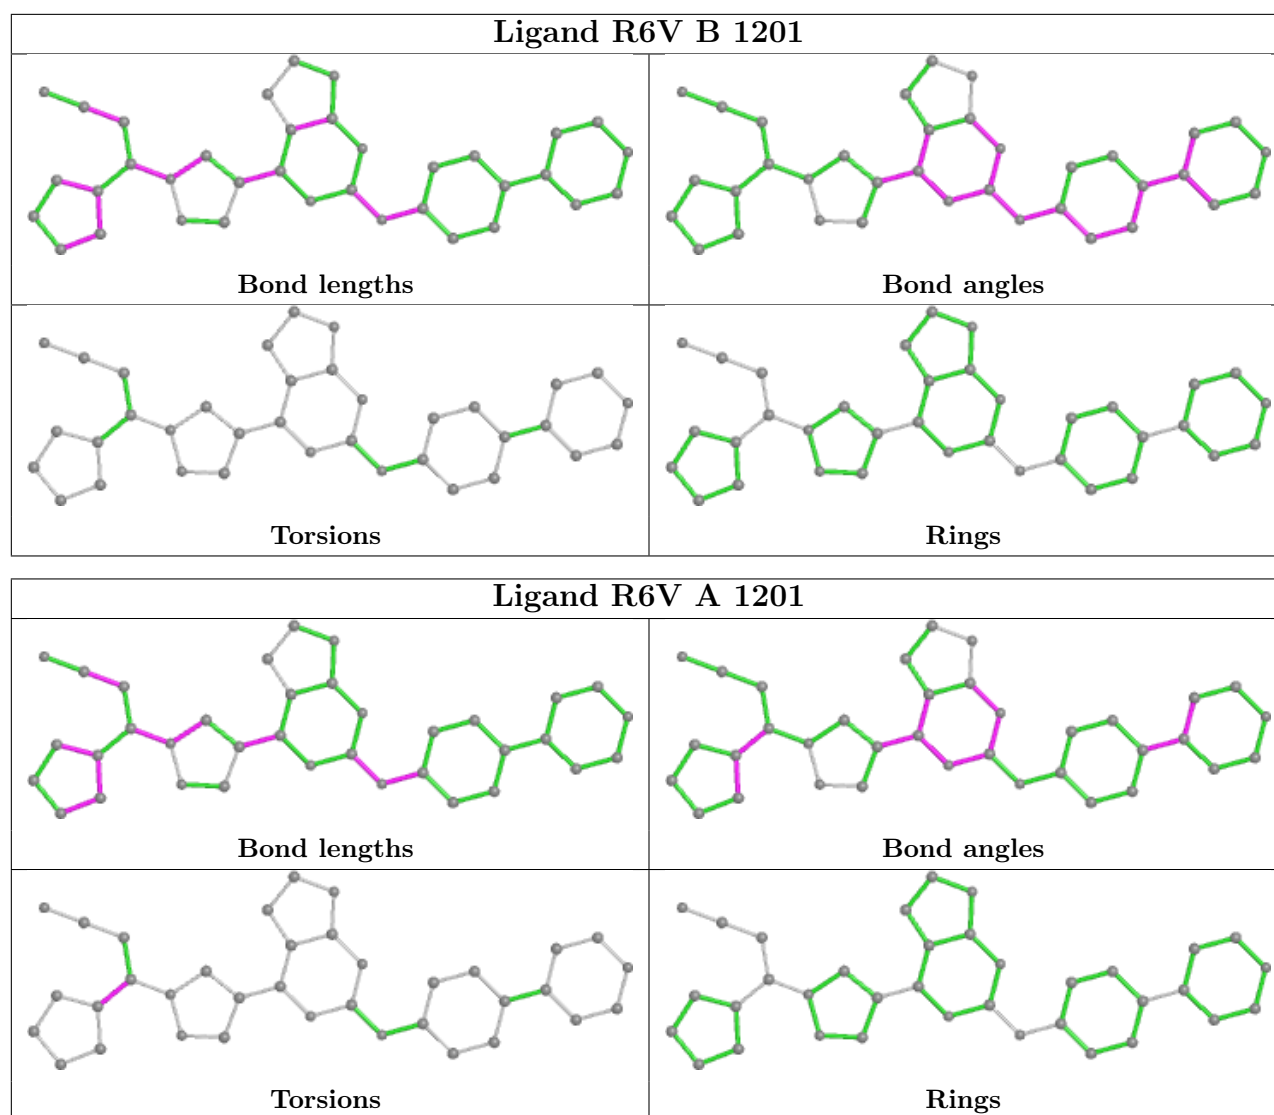 Ligand R6V B 1201
Bond lengths
Bond angles
Torsions
Rings
Ligand R6V A 1201
Bond lengths
Bond angles
Torsions
Rings